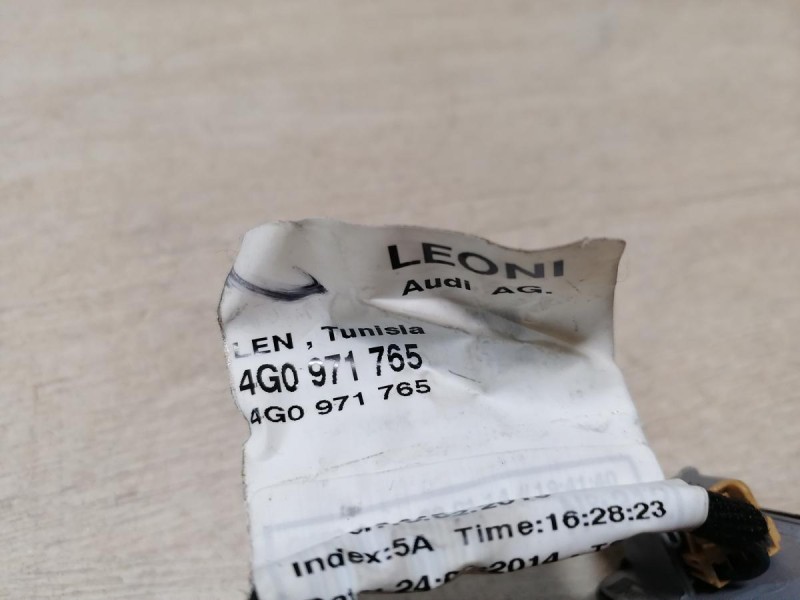 LEONI
Audi AG.
LEN , Tunisia
4G0 971 765
4G0 971 765
Index:5A Time:16:28:23